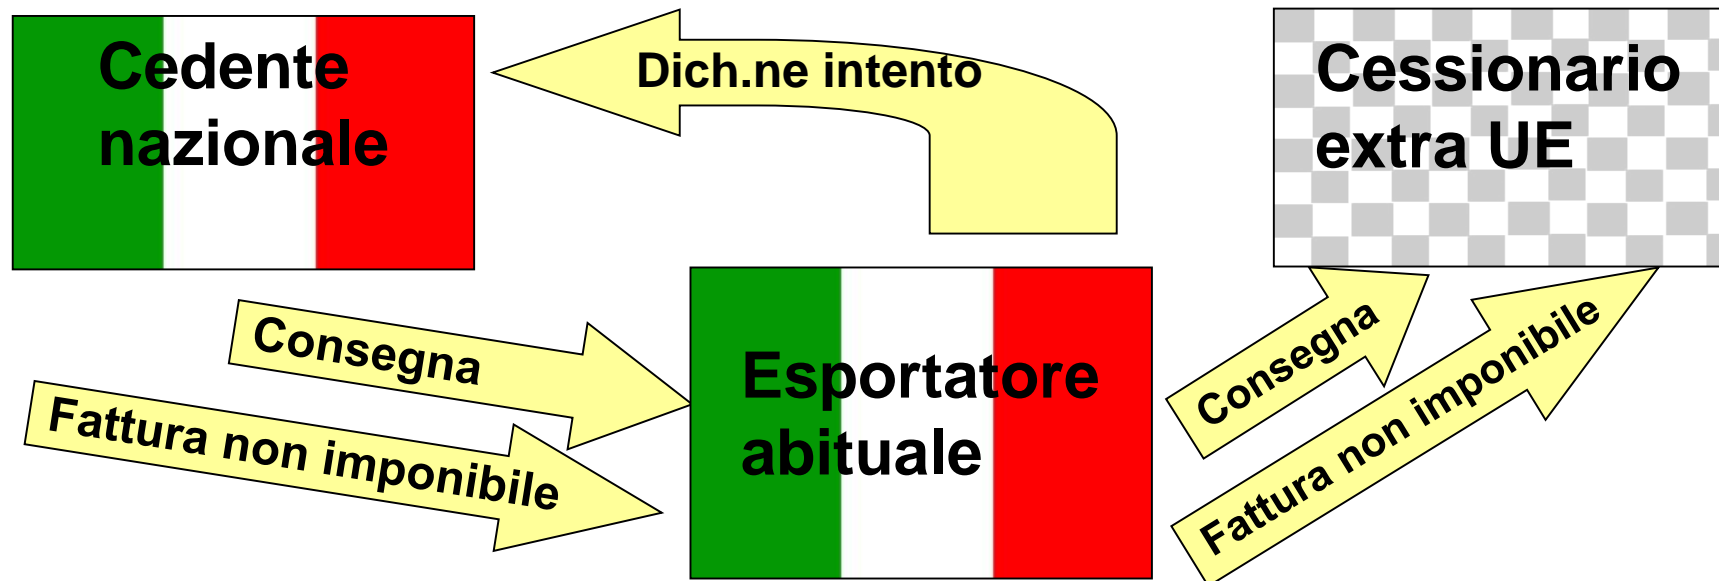 Cedente
nazionale
Dich.ne intento
Cessionario
extra UE
Consegna
Fattura non imponibile
Esportatore
abituale
Consegna
Fattura non imponibile